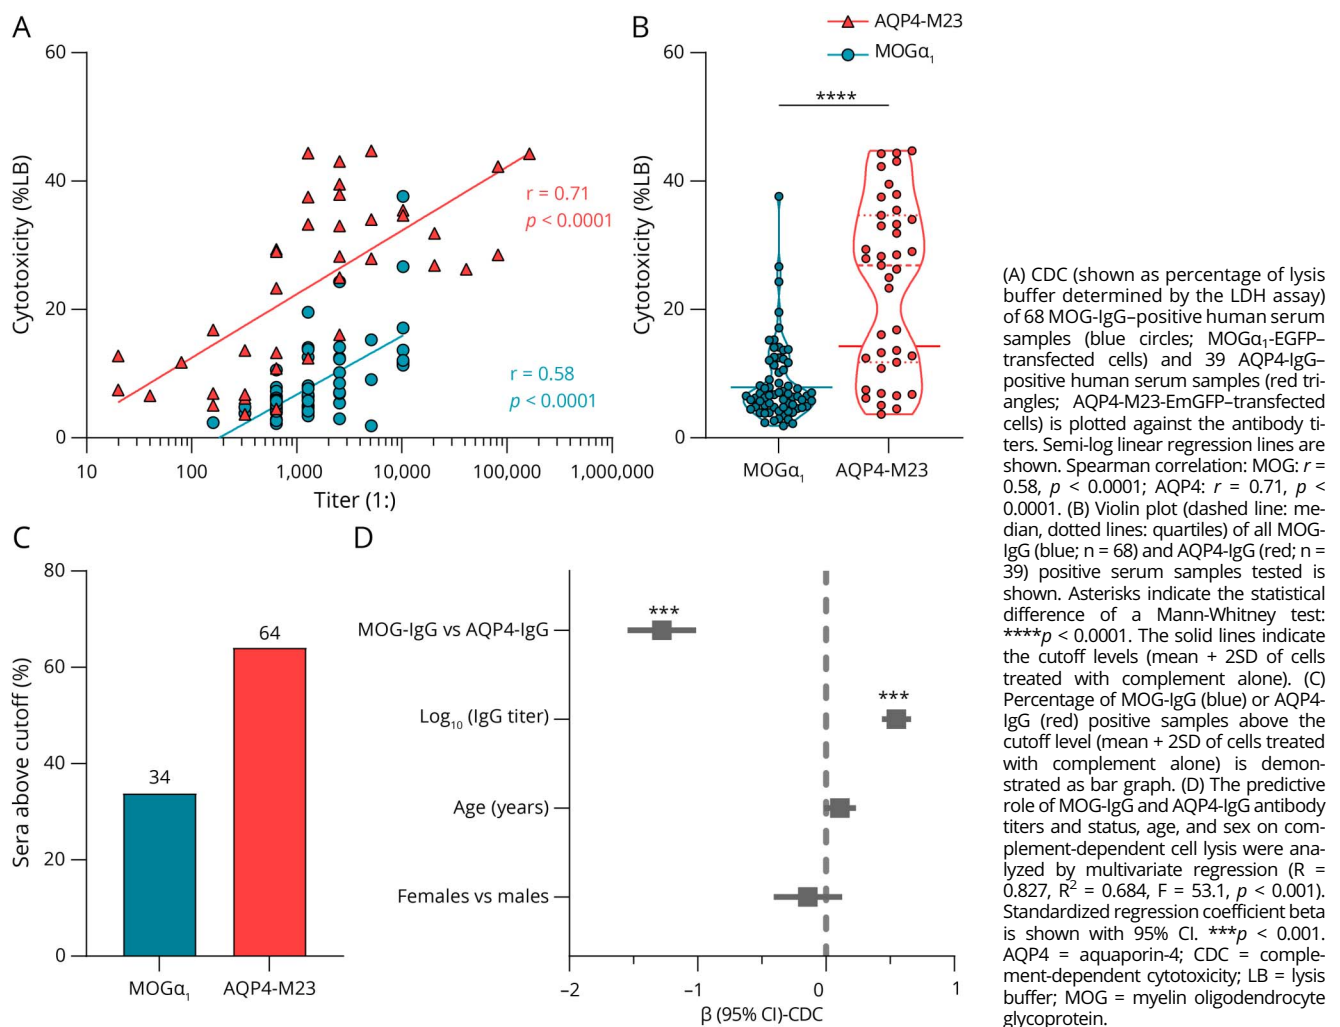 A
60
40
20
0
Cytotoxicity (%LB)
r = 0.71
p < 0.0001
r = 0.58
p < 0.0001
10
100
1,000
10,000
100,000
1,000,000
Titer (1:)
B
AQP4-M23
MOGα₁
60
40
20
0
Cytotoxicity (%LB)
****
MOGα₁
AQP4-M23
C
80
60
40
20
0
Sera above cutoff (%)
34
64
MOGα₁
AQP4-M23
D
MOG-IgG vs AQP4-IgG
***
Log₁₀ (IgG titer)
***
Age (years)
Females vs males
−2
−1
0
1
β (95% CI)-CDC
(A) CDC (shown as percentage of lysis
buffer determined by the LDH assay)
of 68 MOG-IgG–positive human serum
samples (blue circles; MOGα₁-EGFP–
transfected cells) and 39 AQP4-IgG–
positive human serum samples (red tri-
angles; AQP4-M23-EmGFP–transfected
cells) is plotted against the antibody ti-
ters. Semi-log linear regression lines are
shown. Spearman correlation: MOG: r =
0.58, p < 0.0001; AQP4: r = 0.71, p <
0.0001. (B) Violin plot (dashed line: me-
dian, dotted lines: quartiles) of all MOG-
IgG (blue; n = 68) and AQP4-IgG (red; n =
39) positive serum samples tested is
shown. Asterisks indicate the statistical
difference of a Mann-Whitney test:
****p < 0.0001. The solid lines indicate
the cutoff levels (mean + 2SD of cells
treated with complement alone). (C)
Percentage of MOG-IgG (blue) or AQP4-
IgG (red) positive samples above the
cutoff level (mean + 2SD of cells treated
with complement alone) is demon-
strated as bar graph. (D) The predictive
role of MOG-IgG and AQP4-IgG antibody
titers and status, age, and sex on com-
plement-dependent cell lysis were ana-
lyzed by multivariate regression (R =
0.827, R² = 0.684, F = 53.1, p < 0.001).
Standardized regression coefficient beta
is shown with 95% CI. ***p < 0.001.
AQP4 = aquaporin-4; CDC = comple-
ment-dependent cytotoxicity; LB = lysis
buffer; MOG = myelin oligodendrocyte
glycoprotein.